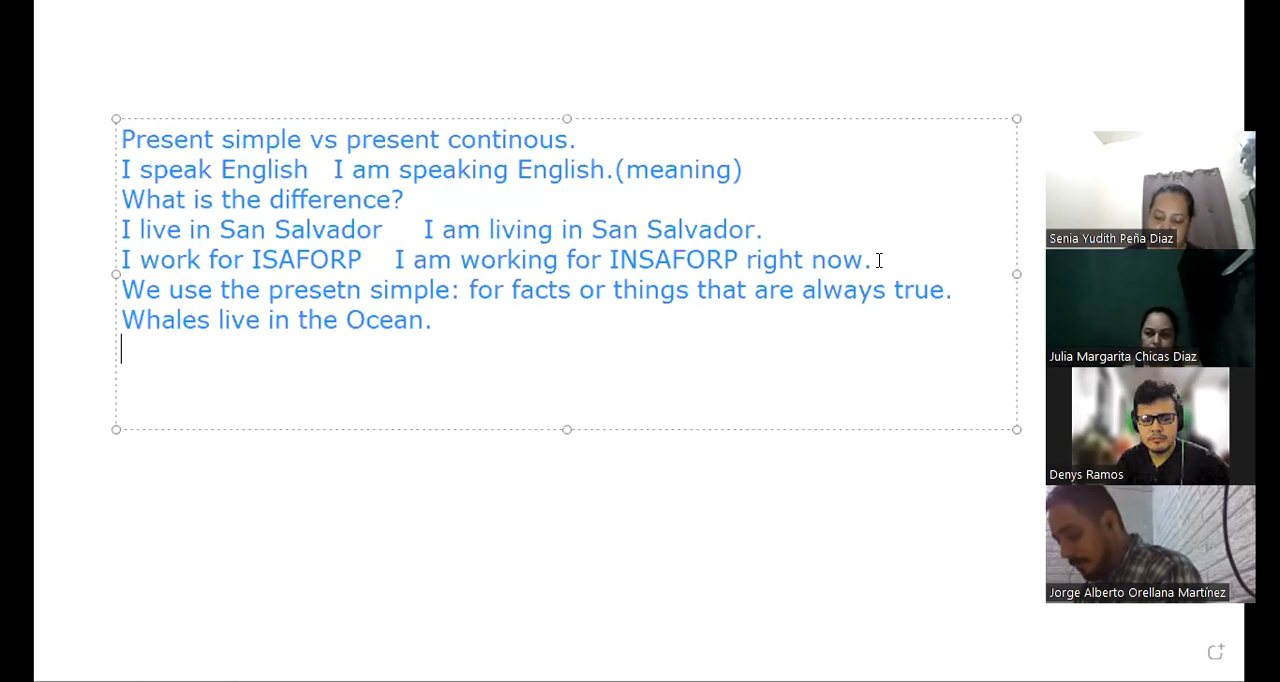 Present simple vs present continous.
I speak English I am speaking English.(meaning)
What is the difference?
I live in San Salvador I am living in San Salvador.
I work for ISAFORP I am working for INSAFORP right now.
We use the presetn simple: for facts or things that are always true.
Whales live in the Ocean.
Senia Yudith Peña Diaz
Julia Margarita Chicas Diaz
Denys Ramos
Jorge Alberto Orellana Martínez